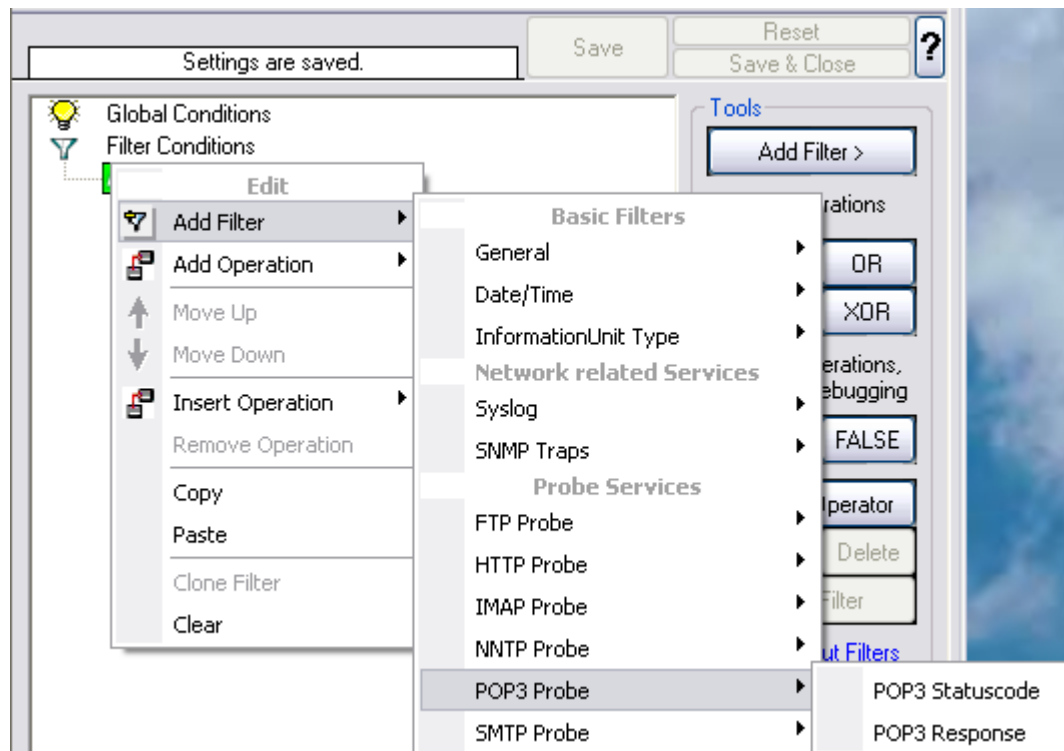 Settings are saved.
Save
Reset
Save & Close
?
Global Conditions
Filter Conditions
Tools
Add Filter >
rations
OR
XOR
erations,
ebugging
FALSE
perator
Delete
Filter
ut Filters
Edit
Add Filter
Add Operation
Move Up
Move Down
Insert Operation
Remove Operation
Copy
Paste
Clone Filter
Clear
Basic Filters
General
Date/Time
InformationUnit Type
Network related Services
Syslog
SNMP Traps
Probe Services
FTP Probe
HTTP Probe
IMAP Probe
NNTP Probe
POP3 Probe
SMTP Probe
POP3 Statuscode
POP3 Response